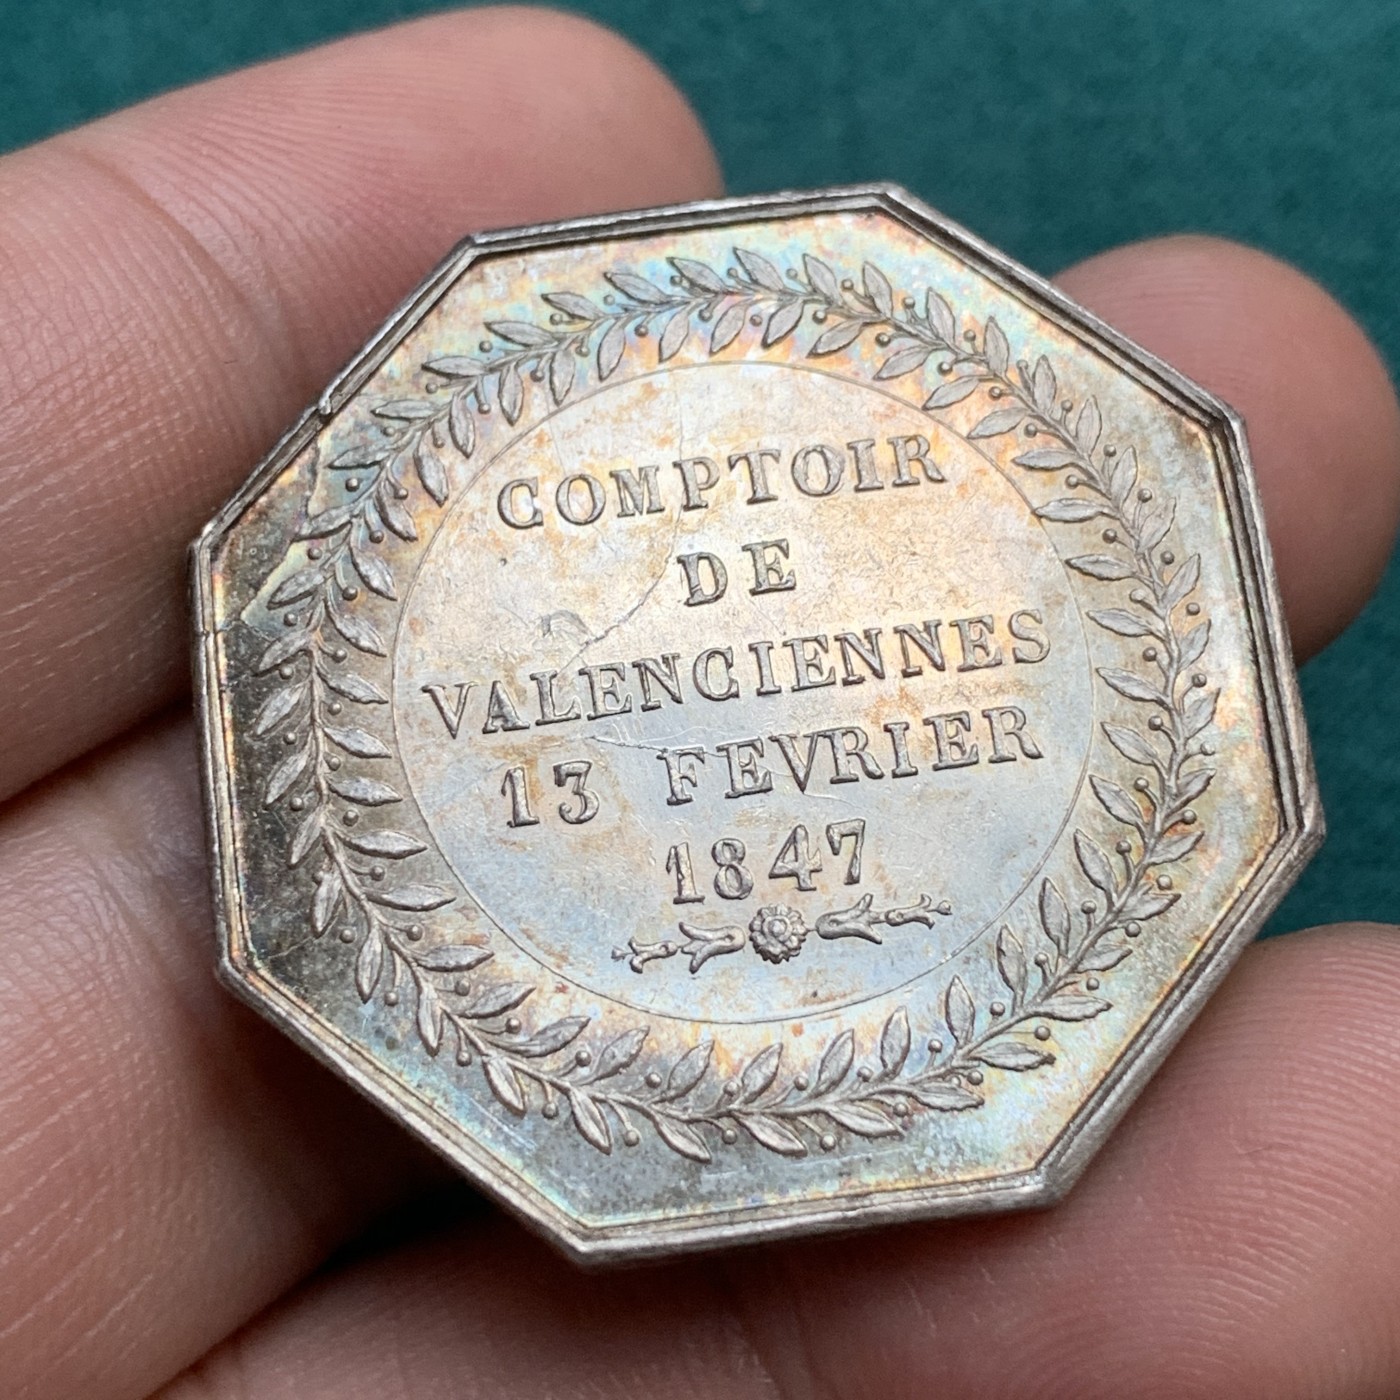 COMPTOIR
DE
VALENCIENNES
13 FEVRIER
1847